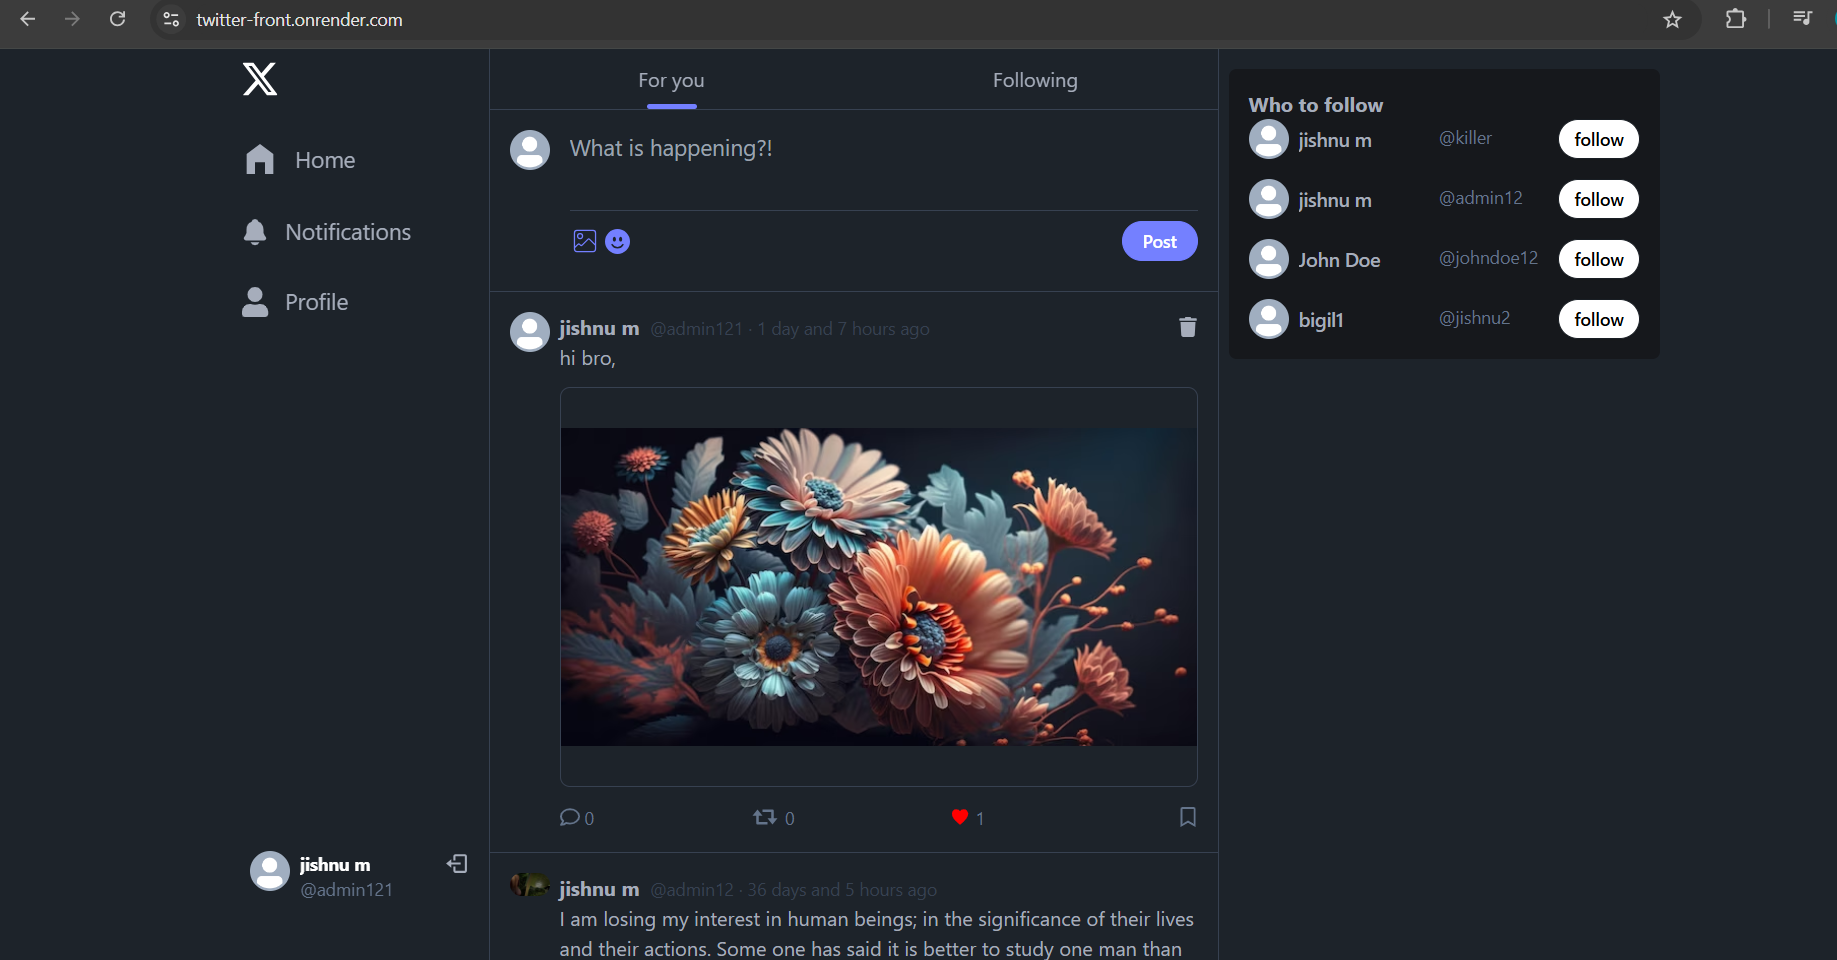 twitter-front.onrender.com
Home
Notifications
Profile
jishnu m
@admin121
For you
Following
What is happening?!
Post
jishnu m @admin121 · 1 day and 7 hours ago
hi bro,
0
0
1
jishnu m @admin12 · 36 days and 5 hours ago
I am losing my interest in human beings; in the significance of their lives
and their actions. Some one has said it is better to study one man than
Who to follow
jishnu m @killer follow
jishnu m @admin12 follow
John Doe @johndoe12 follow
bigil1 @jishnu2 follow